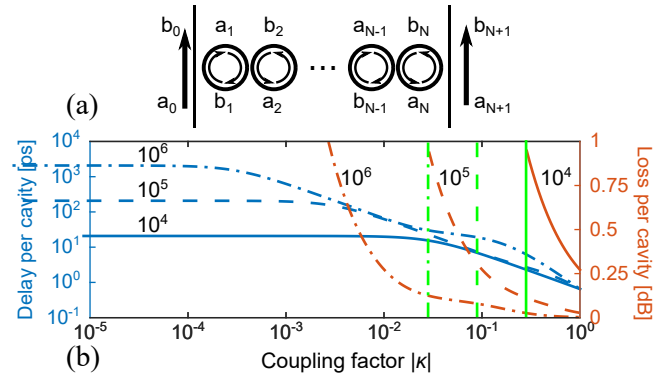 b0 a1 b2 aN-1 bN bN+1
...
a0 b1 a2 bN-1 aN aN+1
(a)
10^4 1
10^6 10^6 10^5 10^4
10^3 0.75
10^5
10^2 0.5
10^4
10^1
10^0 0.25
10^-1 0
10^-5 10^-4 10^-3 10^-2 10^-1 10^0
Delay per cavity [ps]
Loss per cavity [dB]
(b) Coupling factor |κ|